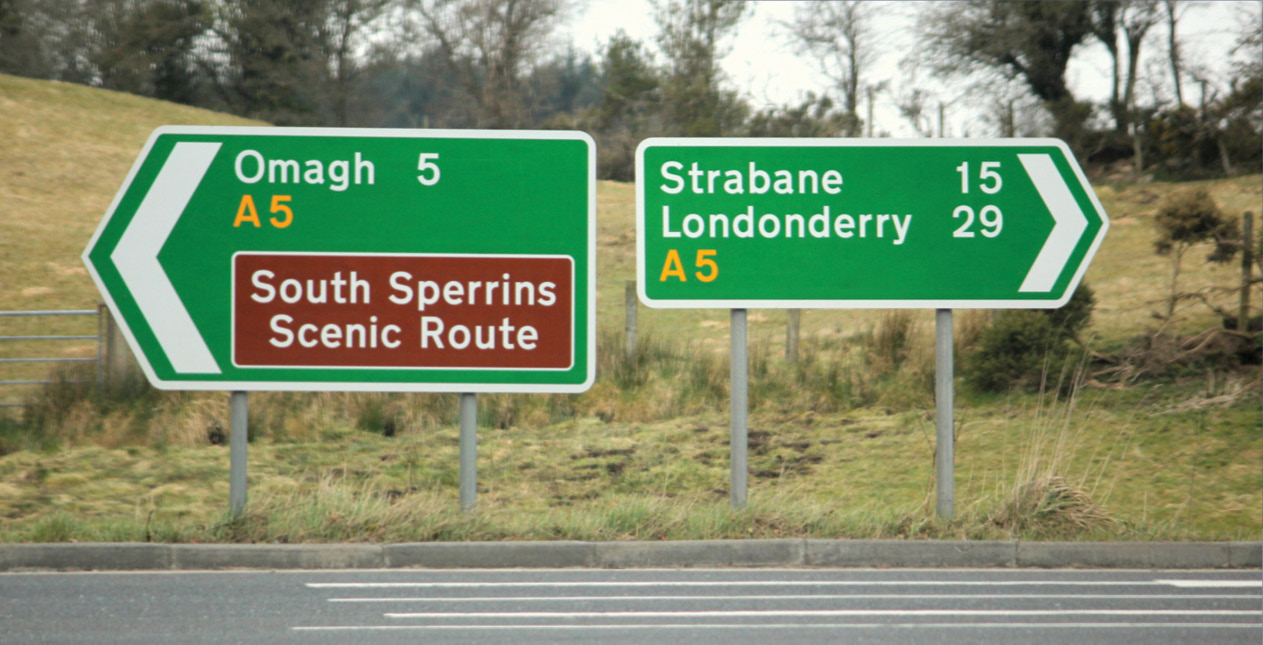 Omagh 5
A5
South Sperrins
Scenic Route
Strabane 15
Londonderry 29
A5